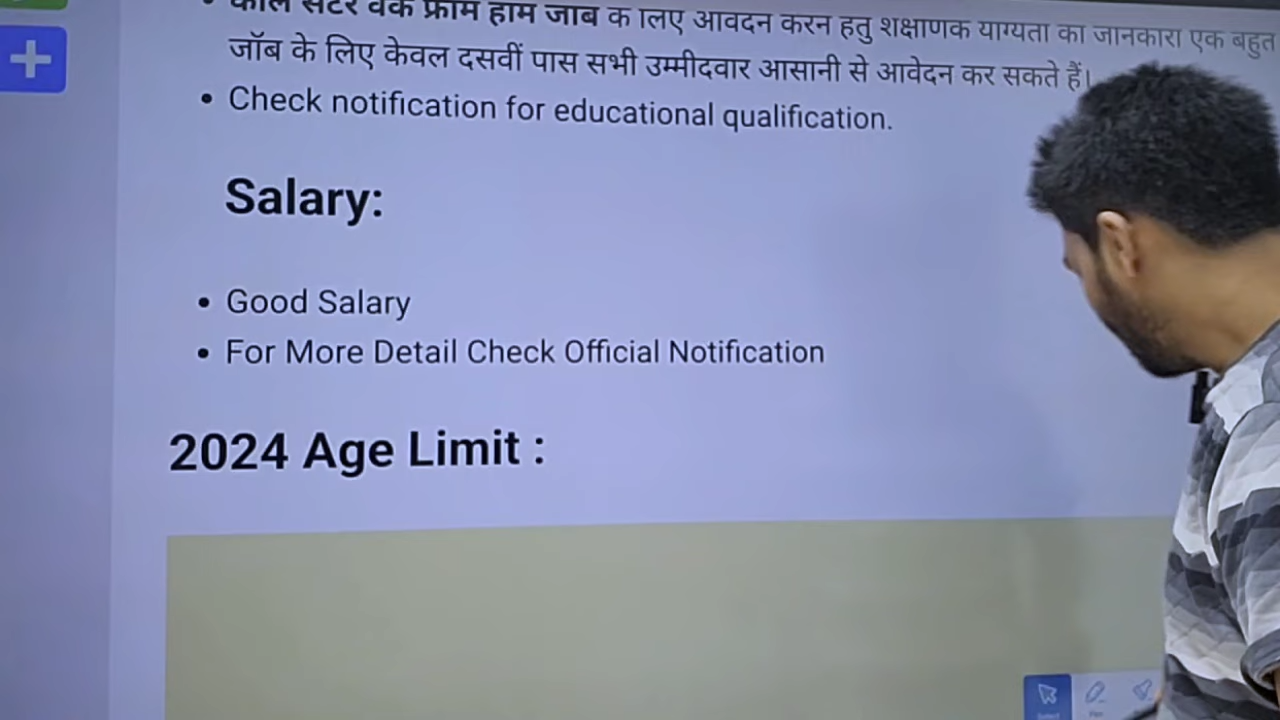 कॉल सेंटर वर्क फ्रॉम होम जॉब के लिए आवेदन करने हेतु शैक्षणिक योग्यता की जानकारी एक बहुत
जॉब के लिए केवल दसवीं पास सभी उम्मीदवार आसानी से आवेदन कर सकते हैं।
Check notification for educational qualification.
Salary:
Good Salary
For More Detail Check Official Notification
2024 Age Limit :
Select